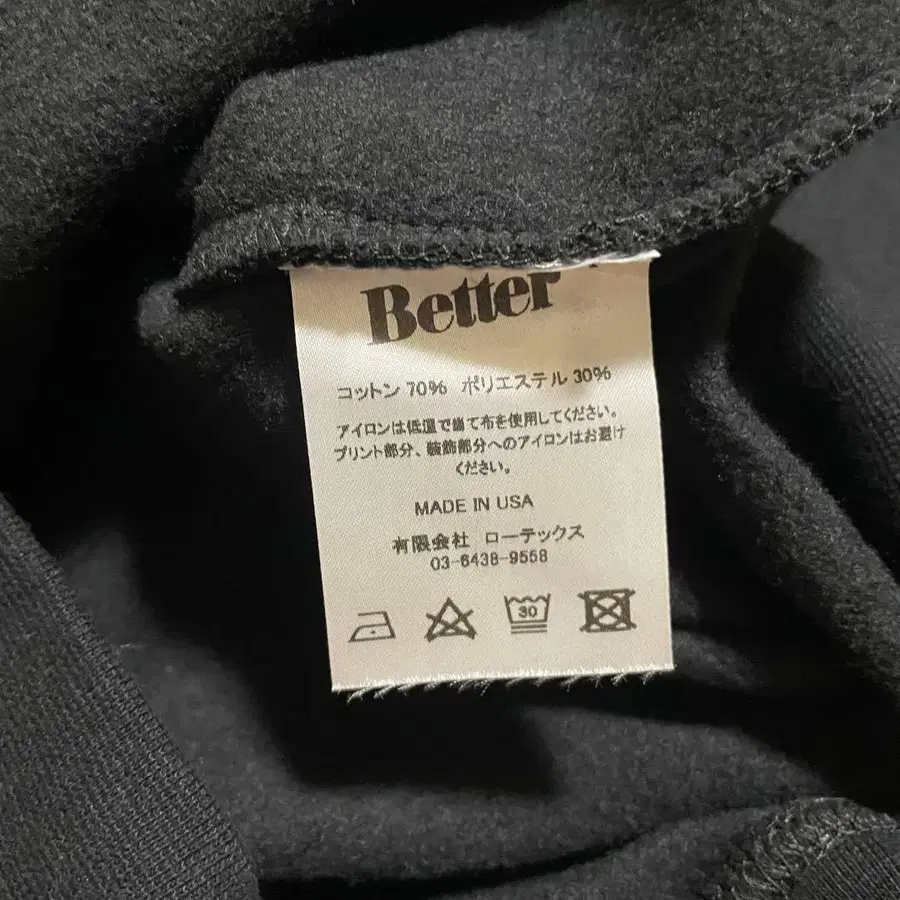 Better
コットン 70% ポリエステル 30%
アイロンは低温で当て布を使用してください。
プリント部分、装飾部分へのアイロンはお避け
ください。
MADE IN USA
有限会社 ローテックス
03-6438-9558
30